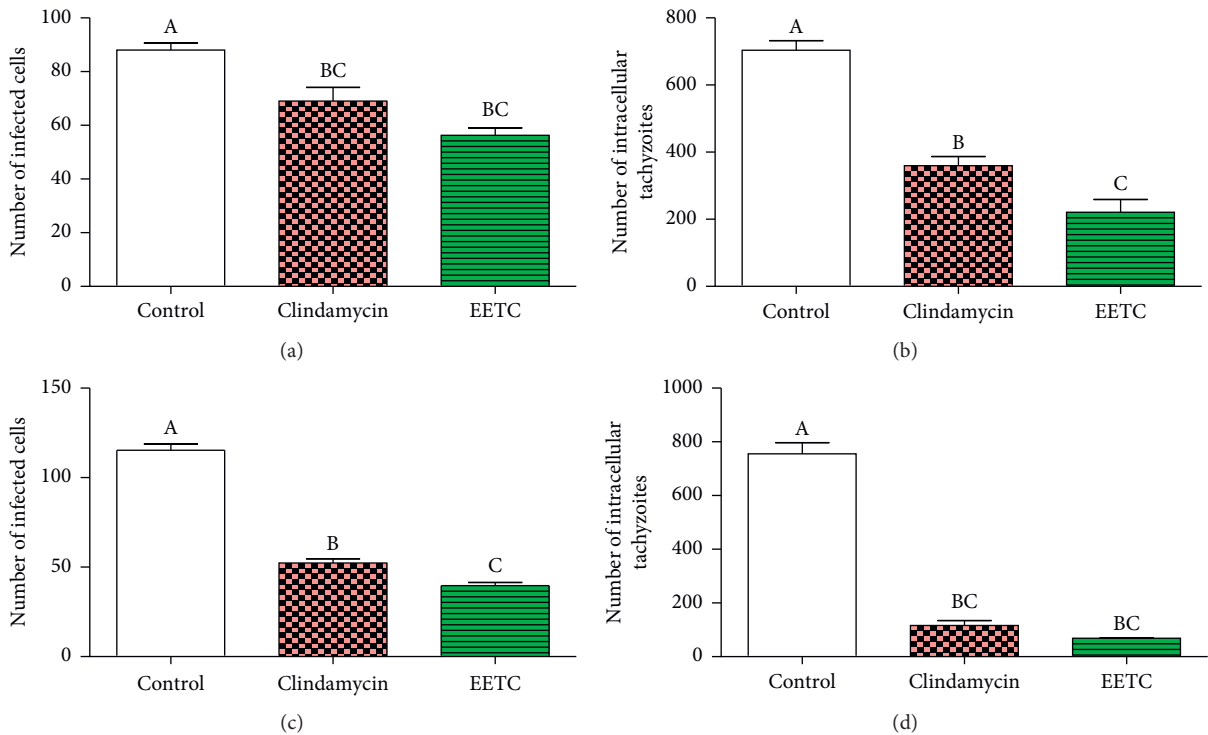 Number of infected cells
100
80
60
40
20
0
A
BC
BC
Control
Clindamycin
EETC
(a)
Number of intracellular
tachyzoites
800
600
400
200
0
A
B
C
Control
Clindamycin
EETC
(b)
Number of infected cells
150
100
50
0
A
B
C
Control
Clindamycin
EETC
(c)
Number of intracellular
tachyzoites
1000
800
600
400
200
0
A
BC
BC
Control
Clindamycin
EETC
(d)